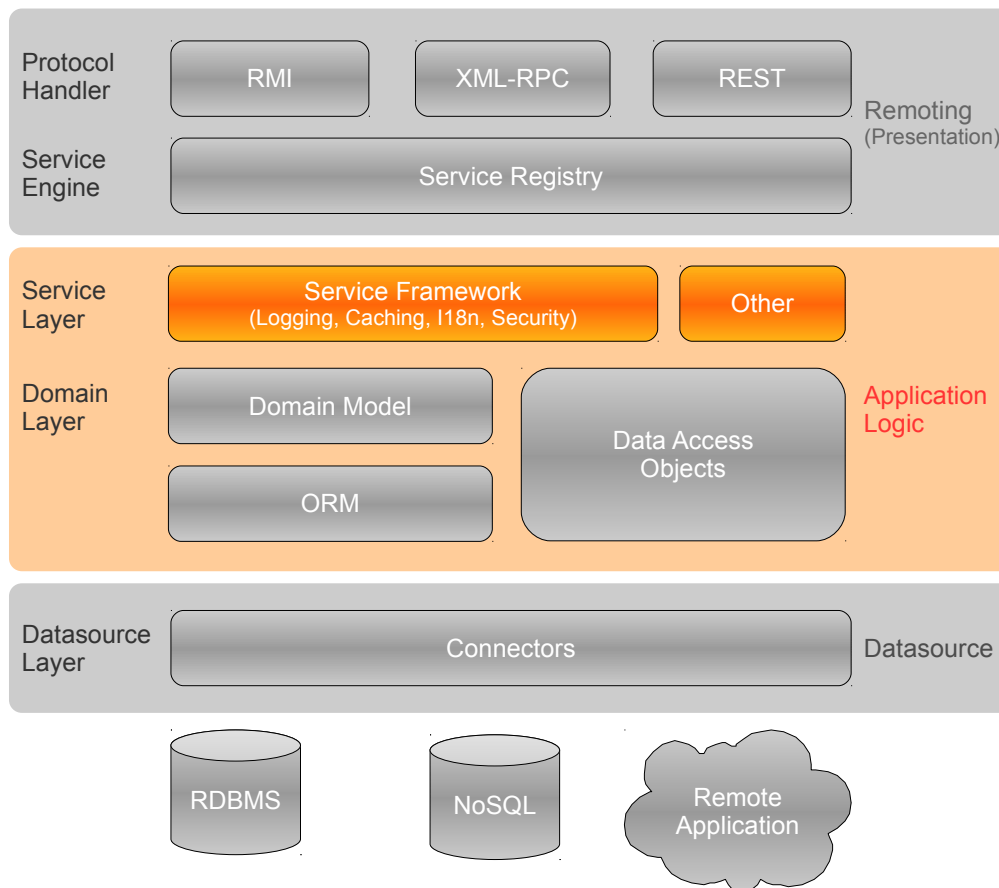 Protocol
Handler
RMI
XML-RPC
REST
Remoting
(Presentation)
Service
Engine
Service Registry
Service
Layer
Service Framework
(Logging, Caching, I18n, Security)
Other
Domain
Layer
Domain Model
Data Access
Objects
Application
Logic
ORM
Datasource
Layer
Connectors
Datasource
RDBMS
NoSQL
Remote
Application